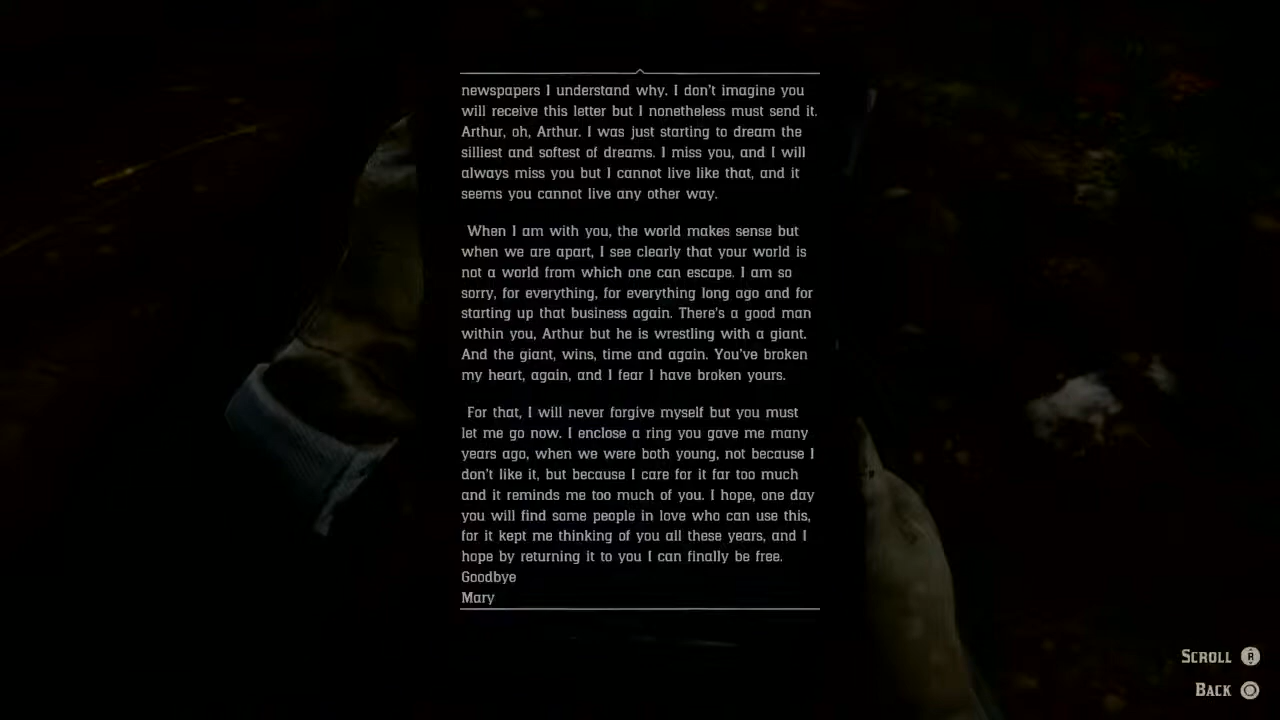 newspapers I understand why. I don't imagine you
will receive this letter but I nonetheless must send it.
Arthur, oh, Arthur. I was just starting to dream the
silliest and softest of dreams. I miss you, and I will
always miss you but I cannot live like that, and it
seems you cannot live any other way.
When I am with you, the world makes sense but
when we are apart, I see clearly that your world is
not a world from which one can escape. I am so
sorry, for everything, for everything long ago and for
starting up that business again. There's a good man
within you, Arthur but he is wrestling with a giant.
And the giant, wins, time and again. You've broken
my heart, again, and I fear I have broken yours.
For that, I will never forgive myself but you must
let me go now. I enclose a ring you gave me many
years ago, when we were both young, not because I
don't like it, but because I care for it far too much
and it reminds me too much of you. I hope, one day
you will find some people in love who can use this,
for it kept me thinking of you all these years, and I
hope by returning it to you I can finally be free.
Goodbye
Mary
Scroll R
Back